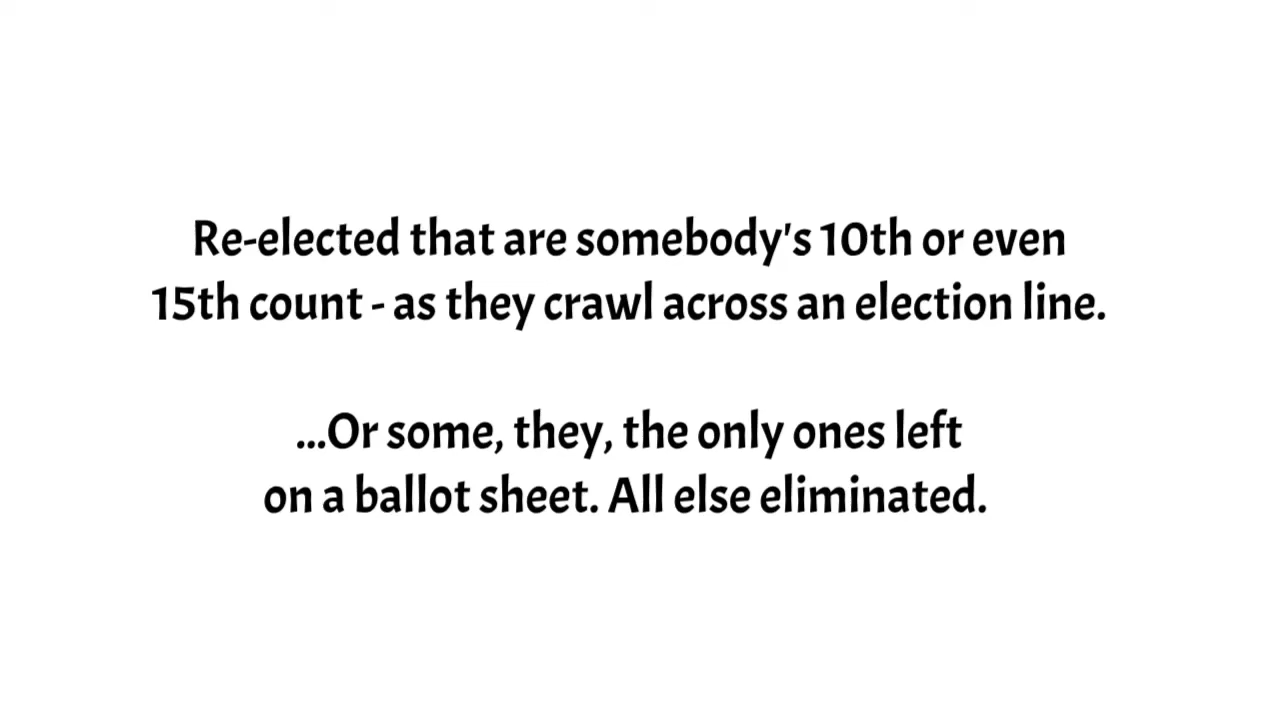 Re-elected that are somebody's 10th or even
15th count - as they crawl across an election line.
...Or some, they, the only ones left
on a ballot sheet. All else eliminated.